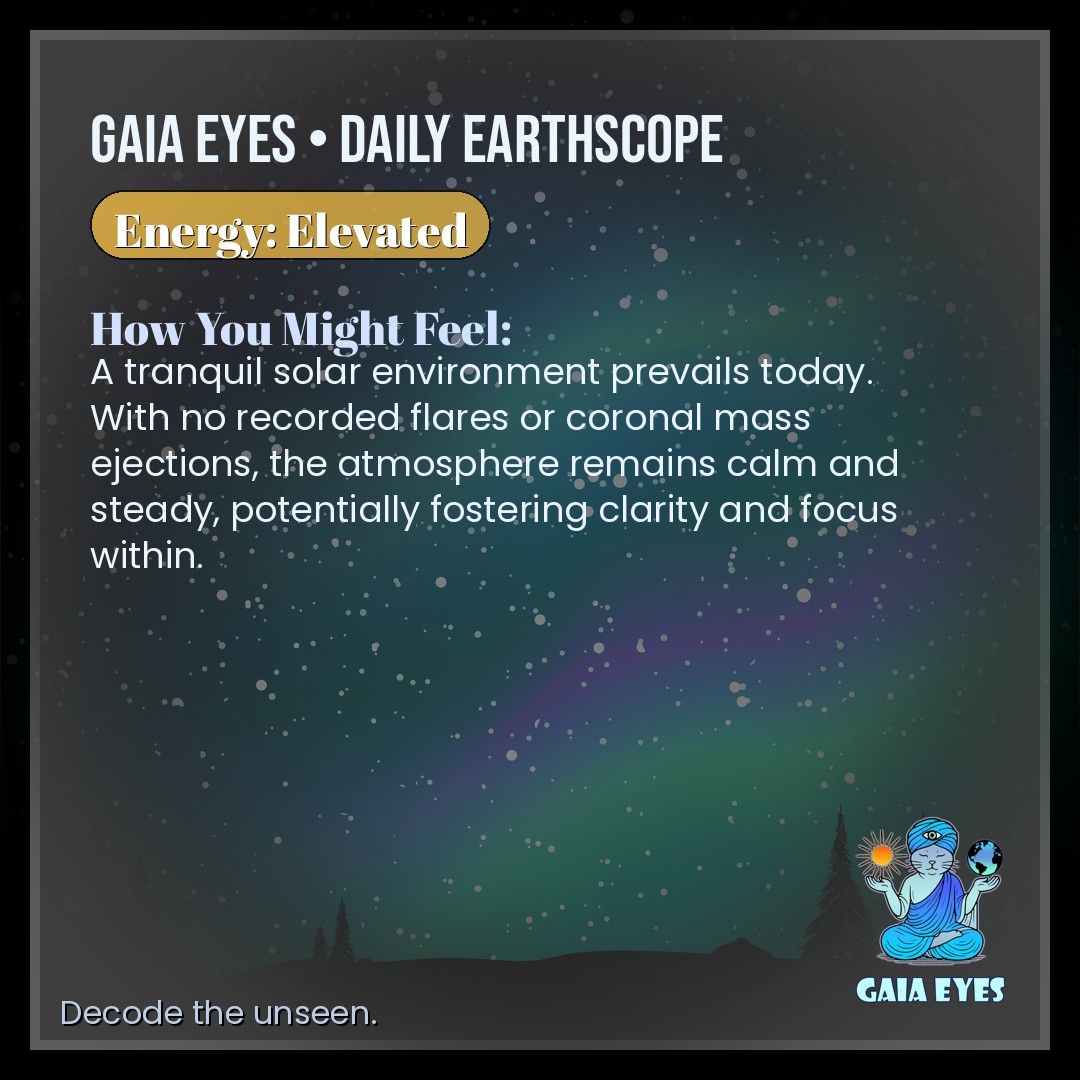 GAIA EYES • DAILY EARTHSCOPE
Energy: Elevated
How You Might Feel:
A tranquil solar environment prevails today.
With no recorded flares or coronal mass
ejections, the atmosphere remains calm and
steady, potentially fostering clarity and focus
within.
GAIA EYES
Decode the unseen.